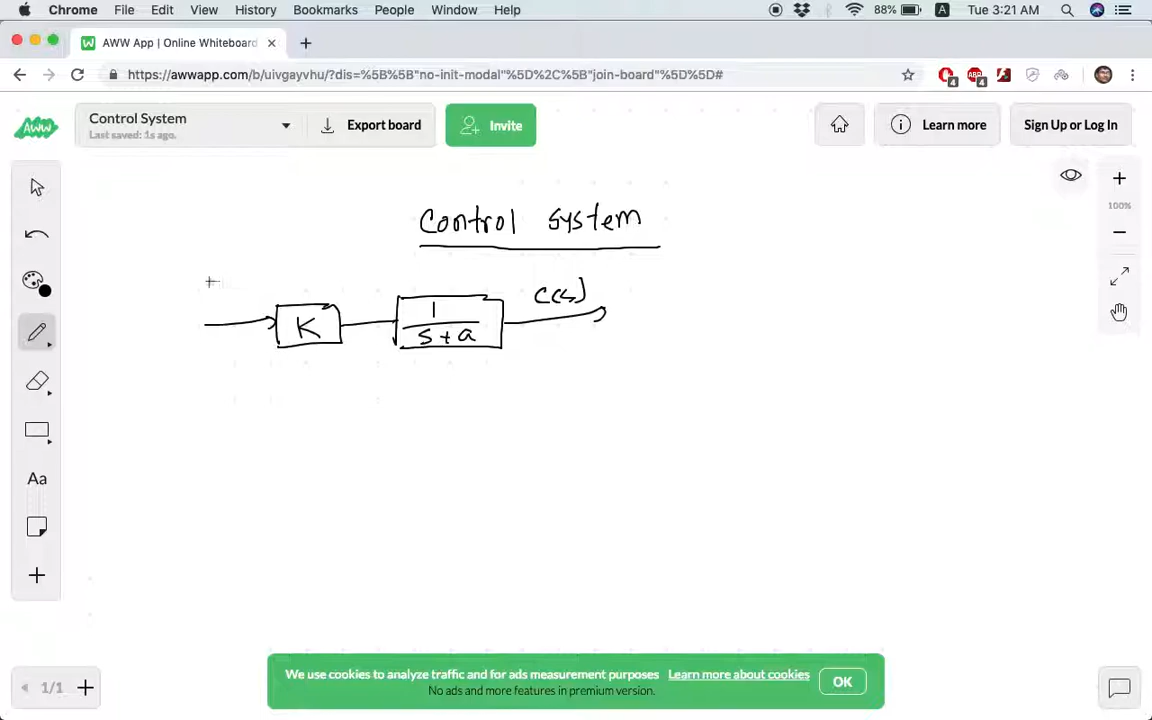 Chrome File Edit View History Bookmarks People Window Help 88% A Tue 3:21 AM
AWW App | Online Whiteboard
https://awwapp.com/b/uivgayvhu/?dis=%5B%5B"no-init-modal"%5D%2C%5B"join-board"%5D%5D#
4 ABP 4
AWW Control System Export board Invite Learn more Sign Up or Log In
Last saved: 1s ago.
100%
Control System
C(s)
K 1
s+a
Aa
1/1
We use cookies to analyze traffic and for ads measurement purposes Learn more about cookies OK
No ads and more features in premium version.